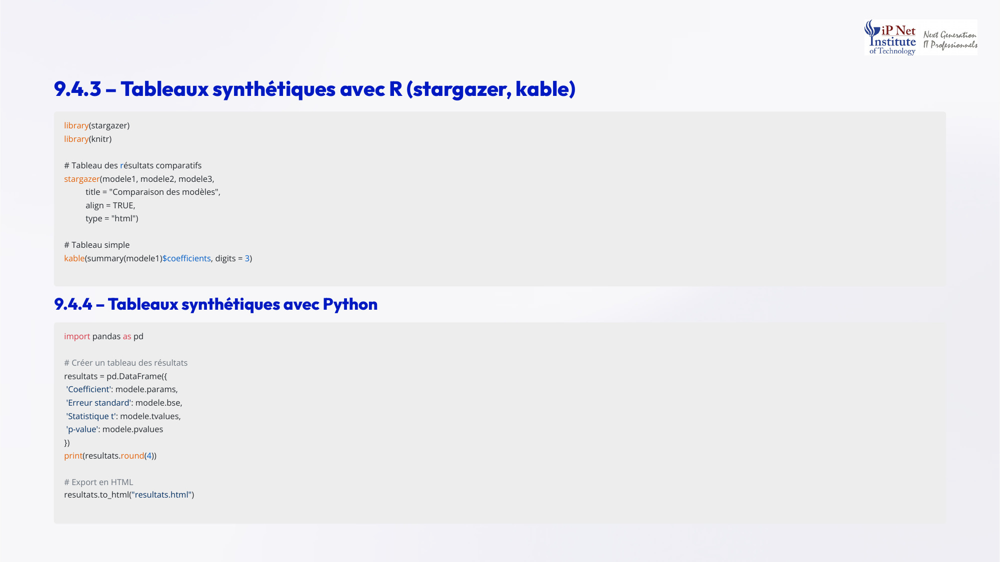 iP Net
Institute
of Technology
Next Generation
IT Professionnels
9.4.3 – Tableaux synthétiques avec R (stargazer, kable)
library(stargazer)
library(knitr)
# Tableau des résultats comparatifs
stargazer(modele1, modele2, modele3,
title = "Comparaison des modèles",
align = TRUE,
type = "html")
# Tableau simple
kable(summary(modele1)$coefficients, digits = 3)
9.4.4 – Tableaux synthétiques avec Python
import pandas as pd
# Créer un tableau des résultats
resultats = pd.DataFrame({
'Coefficient': modele.params,
'Erreur standard': modele.bse,
'Statistique t': modele.tvalues,
'p-value': modele.pvalues
})
print(resultats.round(4))
# Export en HTML
resultats.to_html("resultats.html")